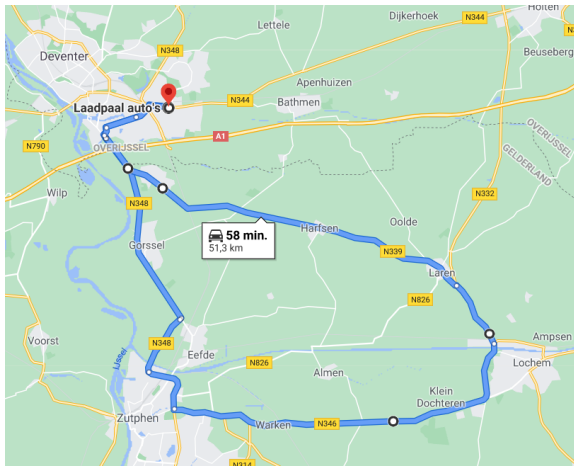 Holten
Dijkerhoek
N344
Lettele
N348
Beuseberg
Deventer
Apenhuizen
Laadpaal auto's
N344
Bathmen
A1
OVERIJSSEL
N790
OVERIJSSEL
GELDERLAND
Wilp
N332
N348
58 min.
51,3 km
Oolde
Harfsen
Gorssel
N339
Laren
N826
Voorst
N348
Ampsen
IJssel
Eefde
N826
Lochem
Almen
Klein
Dochteren
Zutphen
Warken
N346
N314